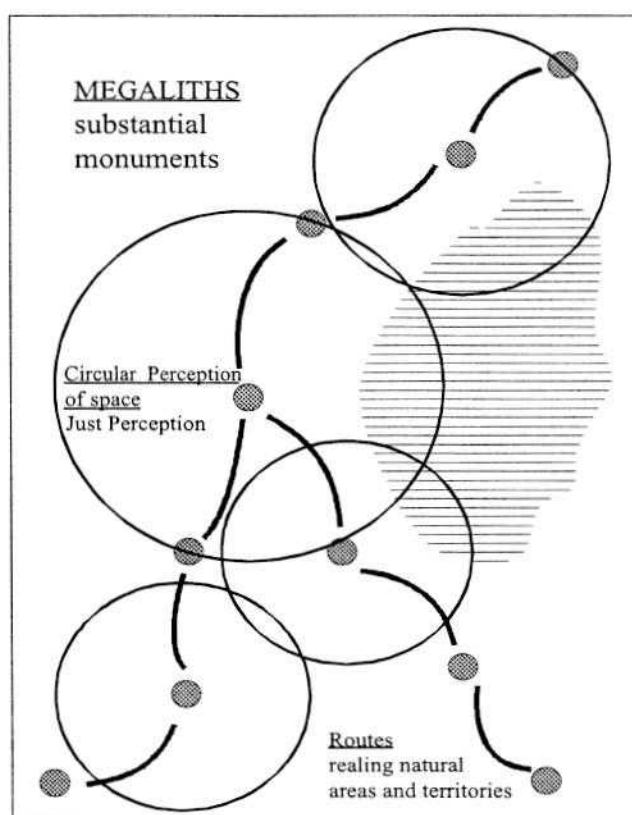 MEGALITHS
substantial
monuments
Circular Perception
of space
Just Perception
Routes
realing natural
areas and territories